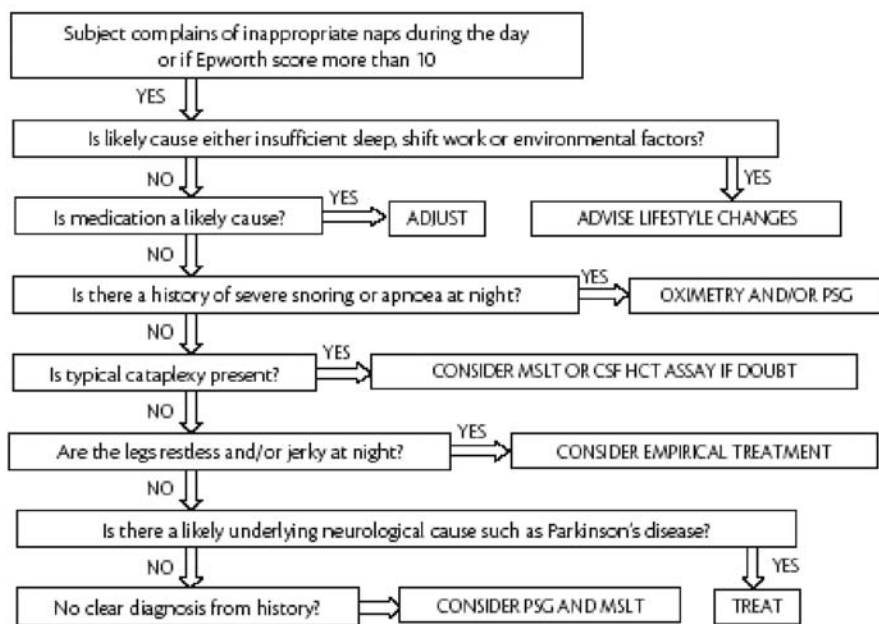 Subject complains of inappropriate naps during the day
or if Epworth score more than 10
YES
Is likely cause either insufficient sleep, shift work or environmental factors?
NO
YES
Is medication a likely cause?
YES
ADJUST
ADVISE LIFESTYLE CHANGES
NO
Is there a history of severe snoring or apnoea at night?
YES
OXIMETRY AND/OR PSG
NO
Is typical cataplexy present?
YES
CONSIDER MSLT OR CSF HCT ASSAY IF DOUBT
NO
Are the legs restless and/or jerky at night?
YES
CONSIDER EMPIRICAL TREATMENT
NO
Is there a likely underlying neurological cause such as Parkinson's disease?
NO
YES
No clear diagnosis from history?
CONSIDER PSG AND MSLT
TREAT